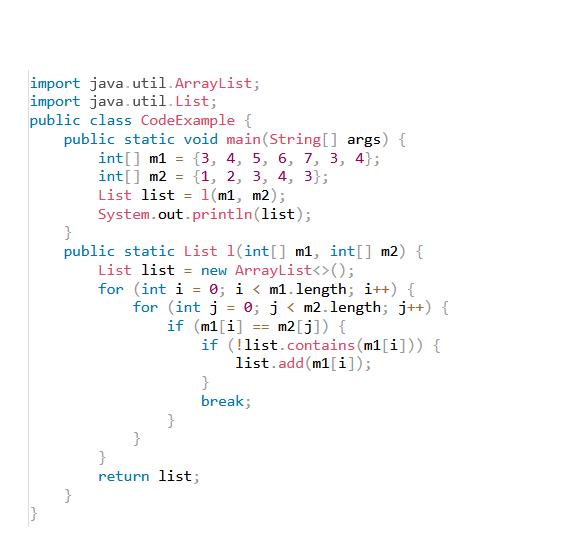 import java.util.ArrayList;
import java.util.List;
public class CodeExample {
    public static void main(String[] args) {
        int[] m1 = {3, 4, 5, 6, 7, 3, 4};
        int[] m2 = {1, 2, 3, 4, 3};
        List list = l(m1, m2);
        System.out.println(list);
    }
    public static List l(int[] m1, int[] m2) {
        List list = new ArrayList<>();
        for (int i = 0; i < m1.length; i++) {
            for (int j = 0; j < m2.length; j++) {
                if (m1[i] == m2[j]) {
                    if (!list.contains(m1[i])) {
                        list.add(m1[i]);
                    }
                    break;
                }
            }
        }
        return list;
    }
}